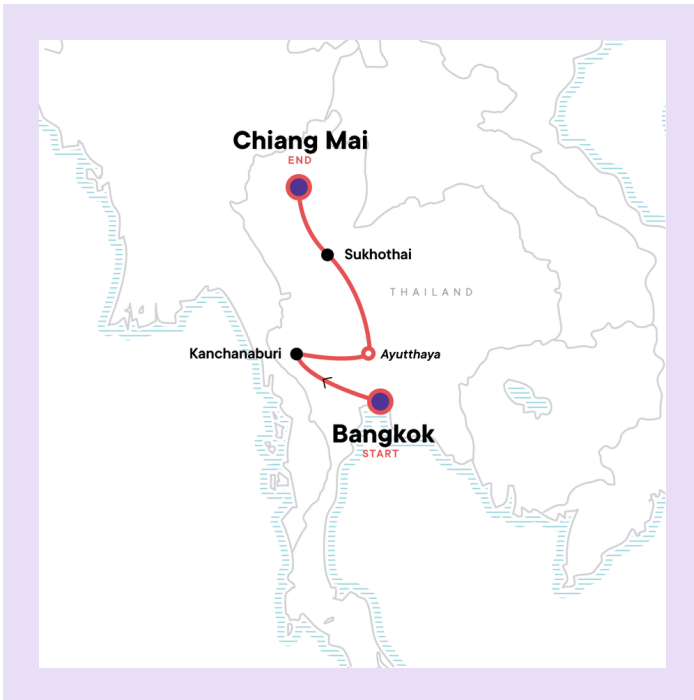 Chiang Mai
END
Sukhothai
THAILAND
Kanchanaburi
Ayutthaya
Bangkok
START